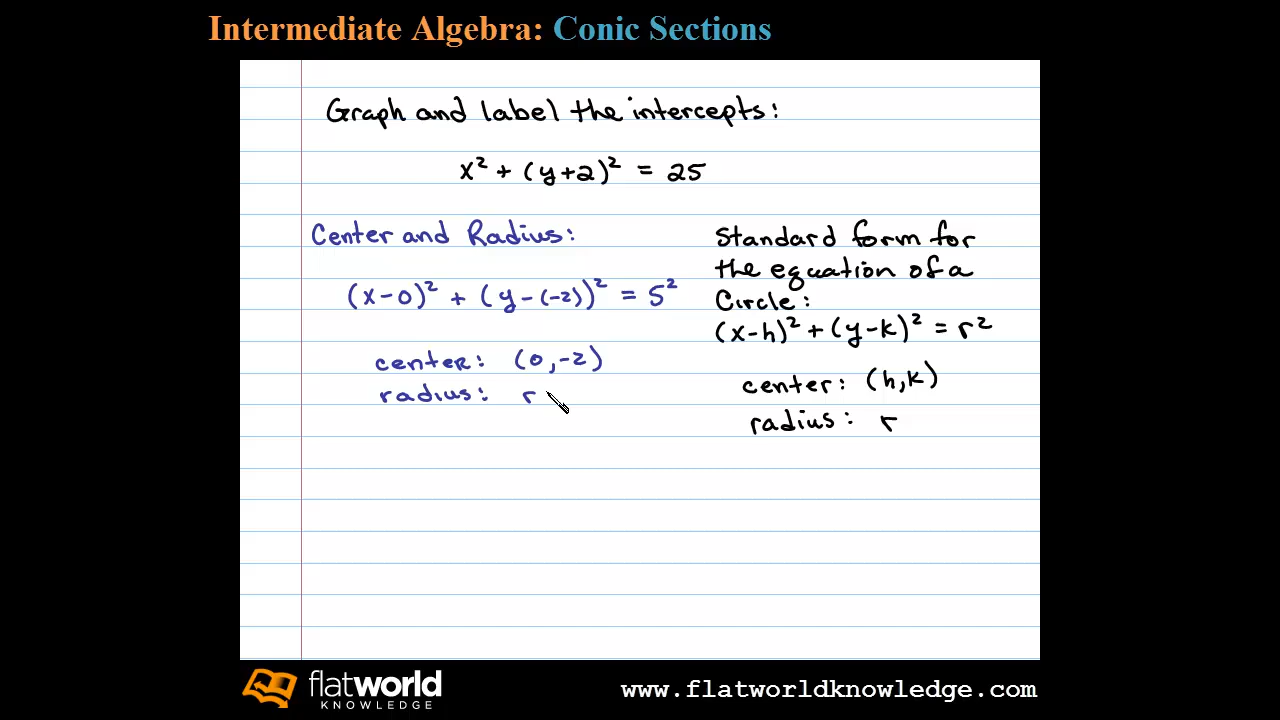 Intermediate Algebra: Conic Sections
Graph and label the intercepts:
x² + (y+2)² = 25
Center and Radius:
(x-0)² + (y-(-2))² = 5²
center: (0,-2)
radius: r
Standard form for
the equation of a
Circle:
(x-h)² + (y-k)² = r²
center: (h,k)
radius: r
flatworld
KNOWLEDGE
www.flatworldknowledge.com